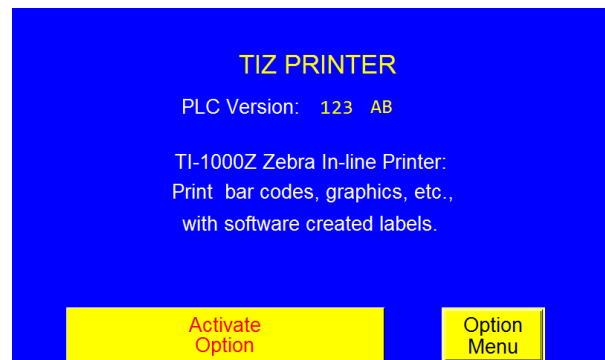 TIZ PRINTER
PLC Version: 123 AB
TI-1000Z Zebra In-line Printer:
Print bar codes, graphics, etc.,
with software created labels.
Activate
Option
Option
Menu